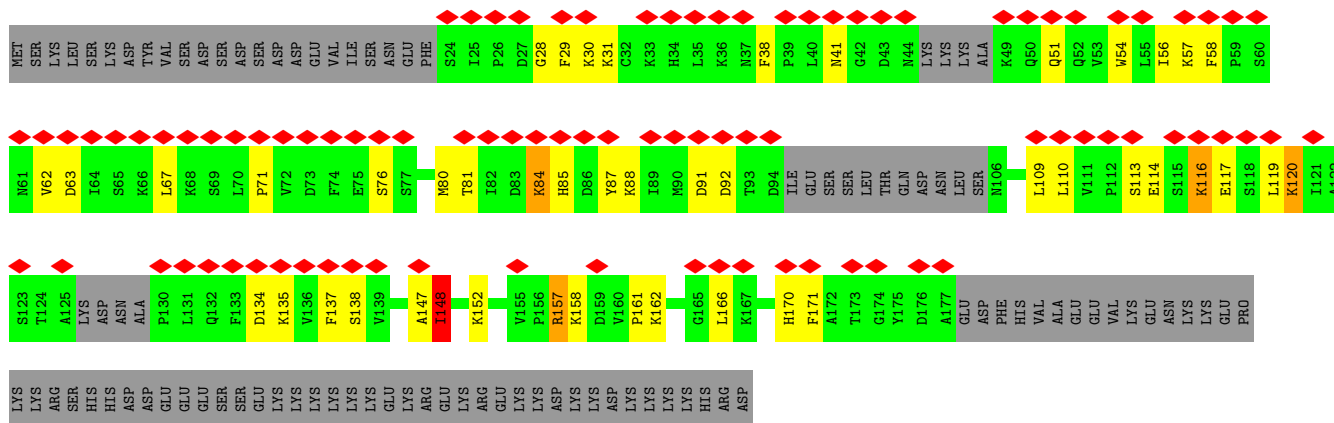 MET SER LYS LEU SER LYS ASP TYR VAL SER ASP SER ASP SER ASP ASP GLU VAL ILE SER ASN GLU PHE S24 I25 P26 D27 G28 F29 K30 K31 C32 K33 H34 L35 K36 N37 F38 P39 L40 N41 G42 D43 N44 LYS LYS LYS ALA K49 Q50 Q51 Q52 V53 W54 L55 I56 K57 F58 P59 S60
N61 V62 D63 I64 S65 K66 L67 K68 S69 L70 P71 V72 D73 F74 E75 S76 S77 M80 T81 I82 D83 K84 H85 D86 Y87 K88 I89 M90 D91 D92 T93 D94 ILE GLU SER SER LEU THR GLN ASP ASN LEU SER N106 L109 L110 V111 P112 S113 E114 S115 K116 E117 S118 L119 K120 T121 A122
S123 T124 A125 LYS ASP ASN ALA P130 L131 Q132 F133 D134 K135 V136 F137 S138 V139 A147 I148 K152 V155 P156 R157 K158 D159 V160 P161 K162 G165 L166 K167 H170 F171 A172 T173 G174 Y175 D176 A177 GLU ASP PHE HIS VAL ALA GLU GLU VAL LYS GLU ASN LYS LYS GLU PRO
LYS LYS ARG SER HIS HIS ASP ASP GLU GLU GLU SER SER GLU LYS LYS LYS LYS LYS LYS GLU LYS ARG GLU LYS ARG GLU LYS LYS ASP LYS LYS ASP LYS LYS LYS LYS HIS ARG ASP